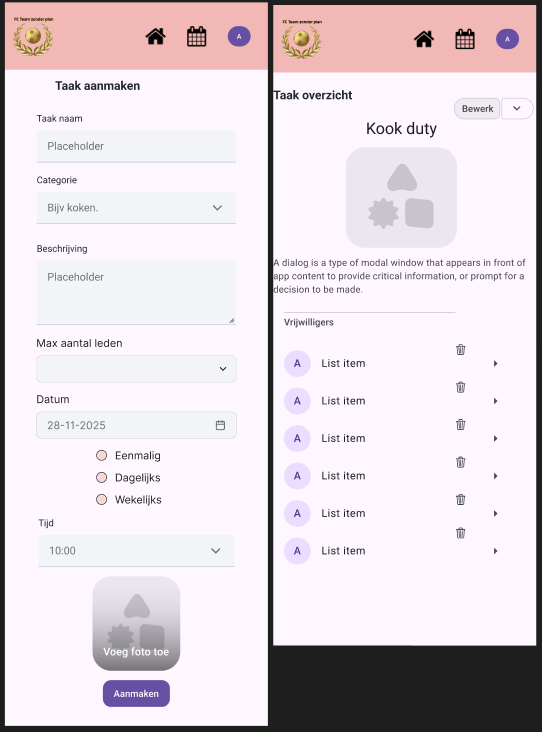 FC Team zonder plan
A
Taak aanmaken
Taak naam
Placeholder
Categorie
Bijv koken.
Beschrijving
Placeholder
Max aantal leden
Datum
28-11-2025
Eenmalig
Dagelijks
Wekelijks
Tijd
10:00
Voeg foto toe
Aanmaken
FC Team zonder plan
A
Taak overzicht
Bewerk
Kook duty
A dialog is a type of modal window that appears in front of
app content to provide critical information, or prompt for a
decision to be made.
Vrijwilligers
A List item
A List item
A List item
A List item
A List item
A List item